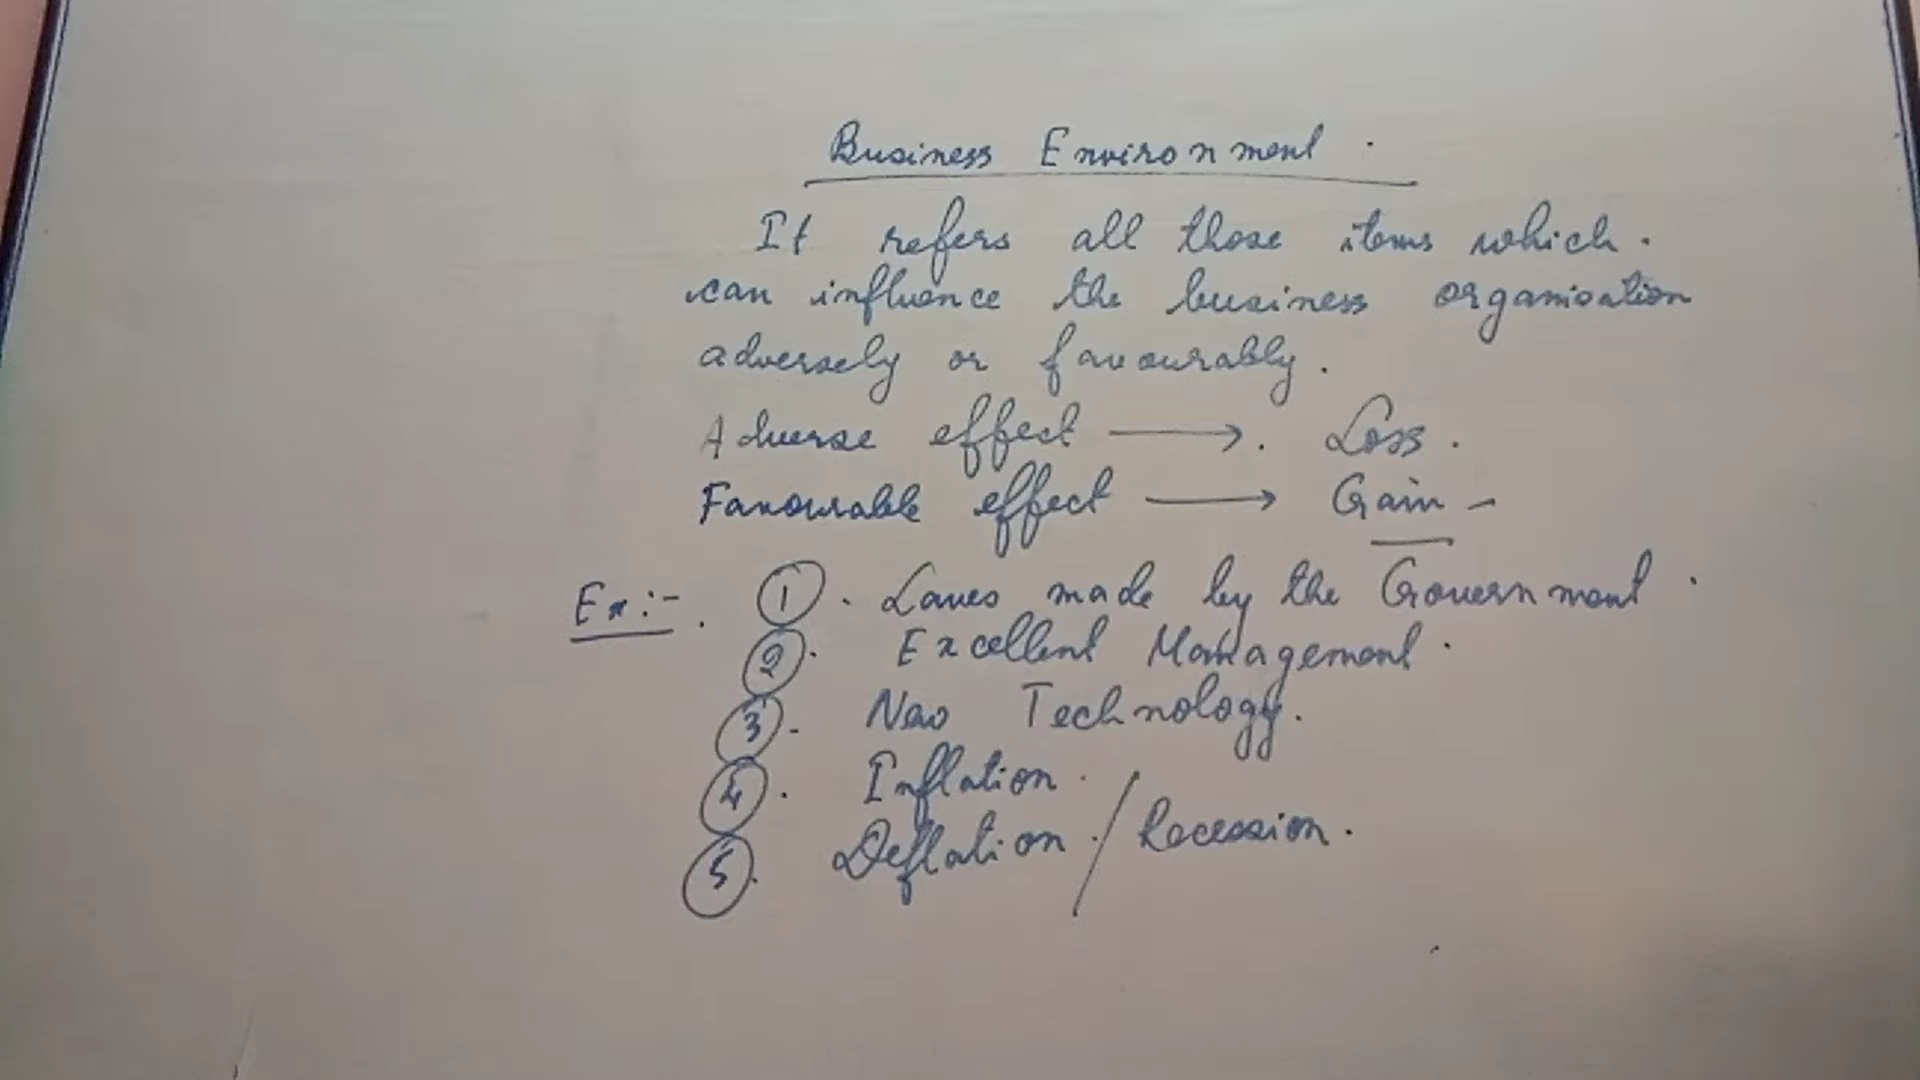 Business Environment.
It refers all those items which.
can influence the business organisation
adversely or favourably.
Adverse effect ⟶. Loss.
Favourable effect ⟶ Gain -
Ex:-. ①. Laws made by the Government.
②. Excellent Management.
③. New Technology.
④. Inflation.
⑤. Deflation. / Recession.